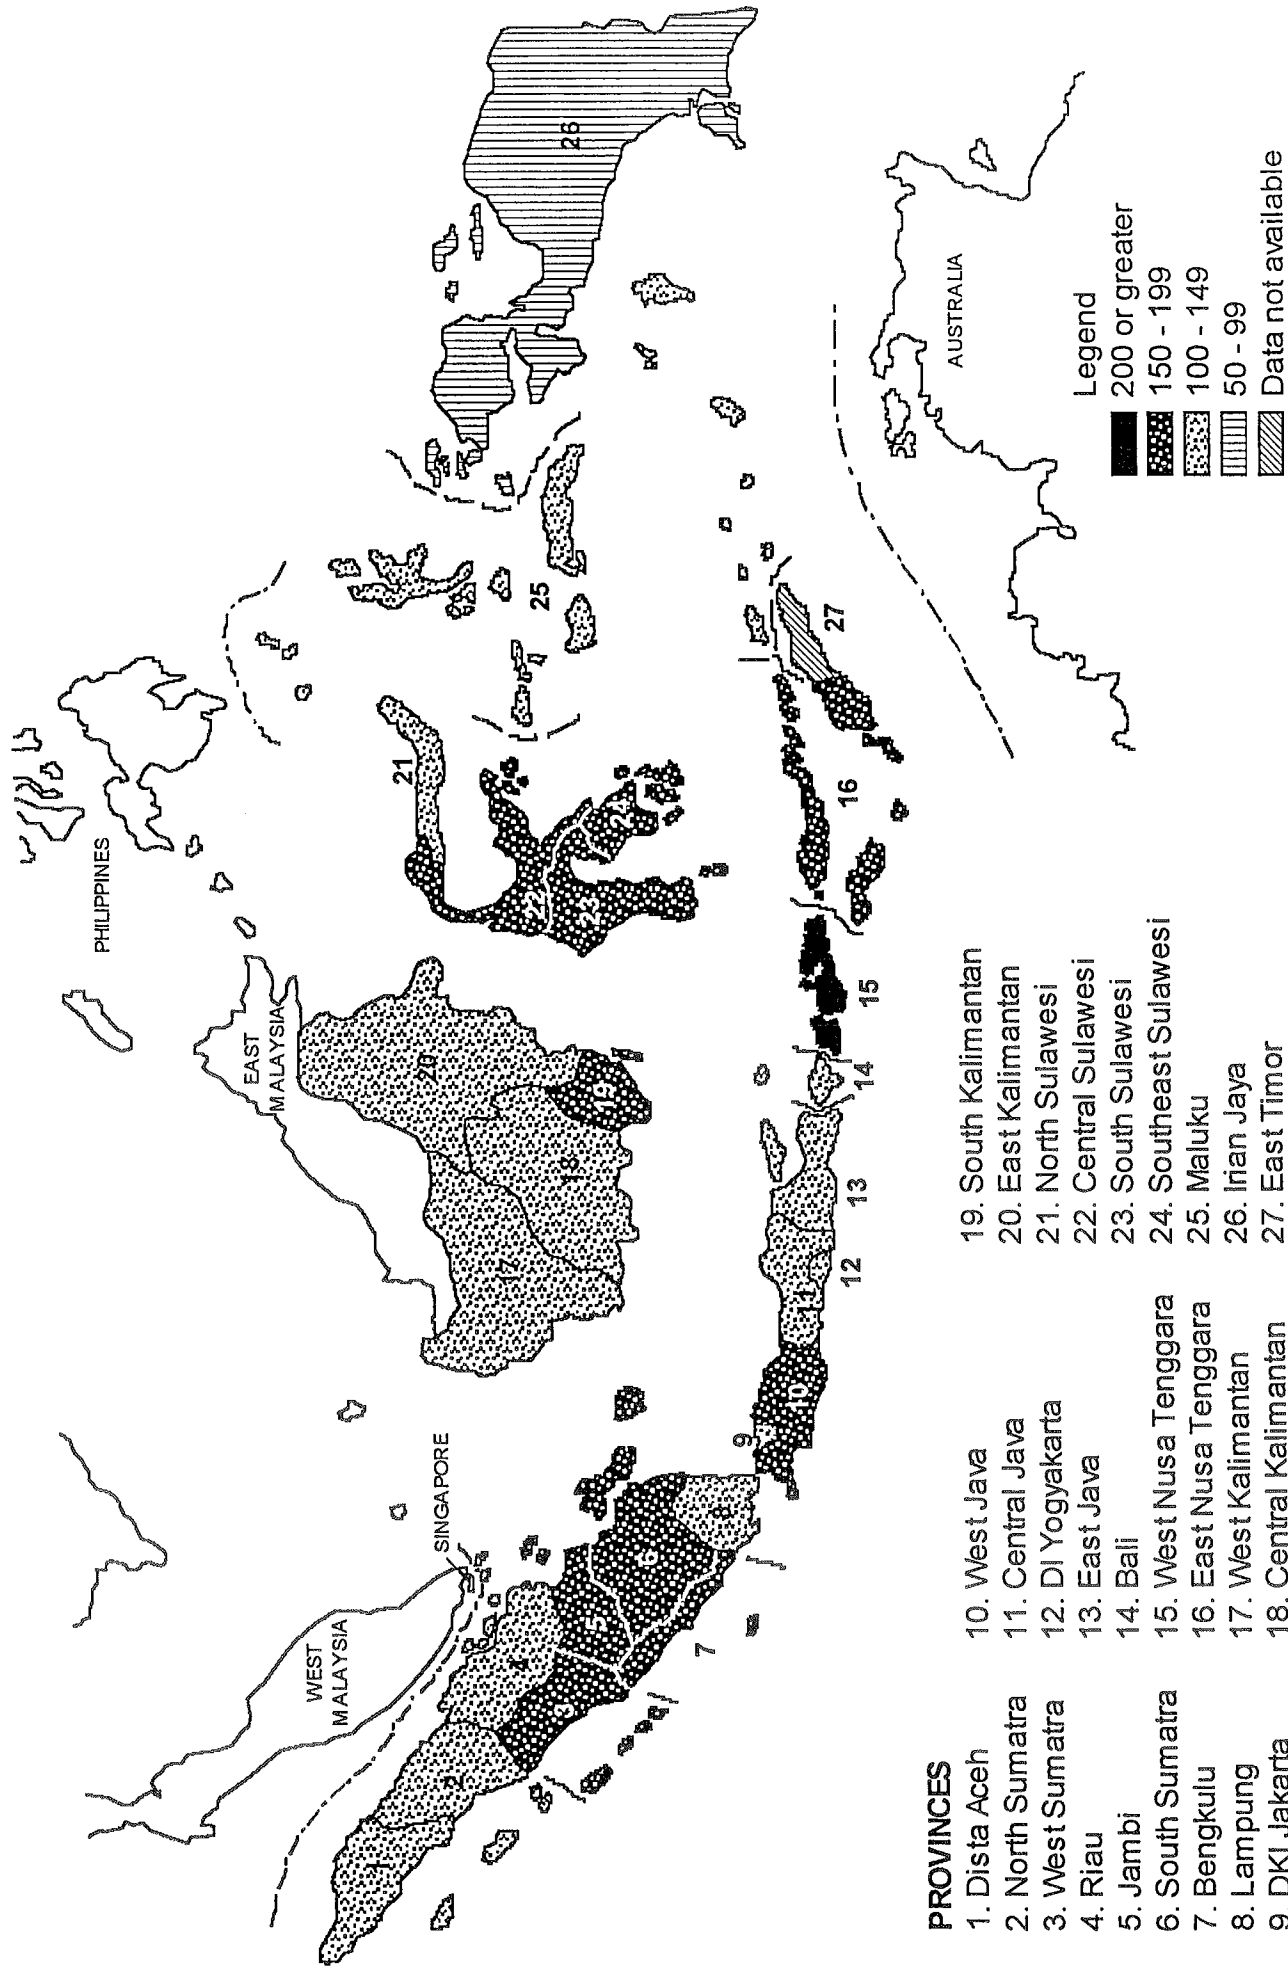 PHILIPPINES
EAST
MALAYSIA
WEST
MALAYSIA
SINGAPORE
AUSTRALIA
1
2
3
4
5
6
7
8
9
10
11
12
13
14
15
16
17
18
19
20
21
22
23
24
25
26
27
PROVINCES
1. Dista Aceh
2. North Sumatra
3. West Sumatra
4. Riau
5. Jambi
6. South Sumatra
7. Bengkulu
8. Lampung
9. DKI Jakarta
10. West Java
11. Central Java
12. DI Yogyakarta
13. East Java
14. Bali
15. West Nusa Tenggara
16. East Nusa Tenggara
17. West Kalimantan
18. Central Kalimantan
19. South Kalimantan
20. East Kalimantan
21. North Sulawesi
22. Central Sulawesi
23. South Sulawesi
24. Southeast Sulawesi
25. Maluku
26. Irian Jaya
27. East Timor
Legend
200 or greater
150 - 199
100 - 149
50 - 99
Data not available